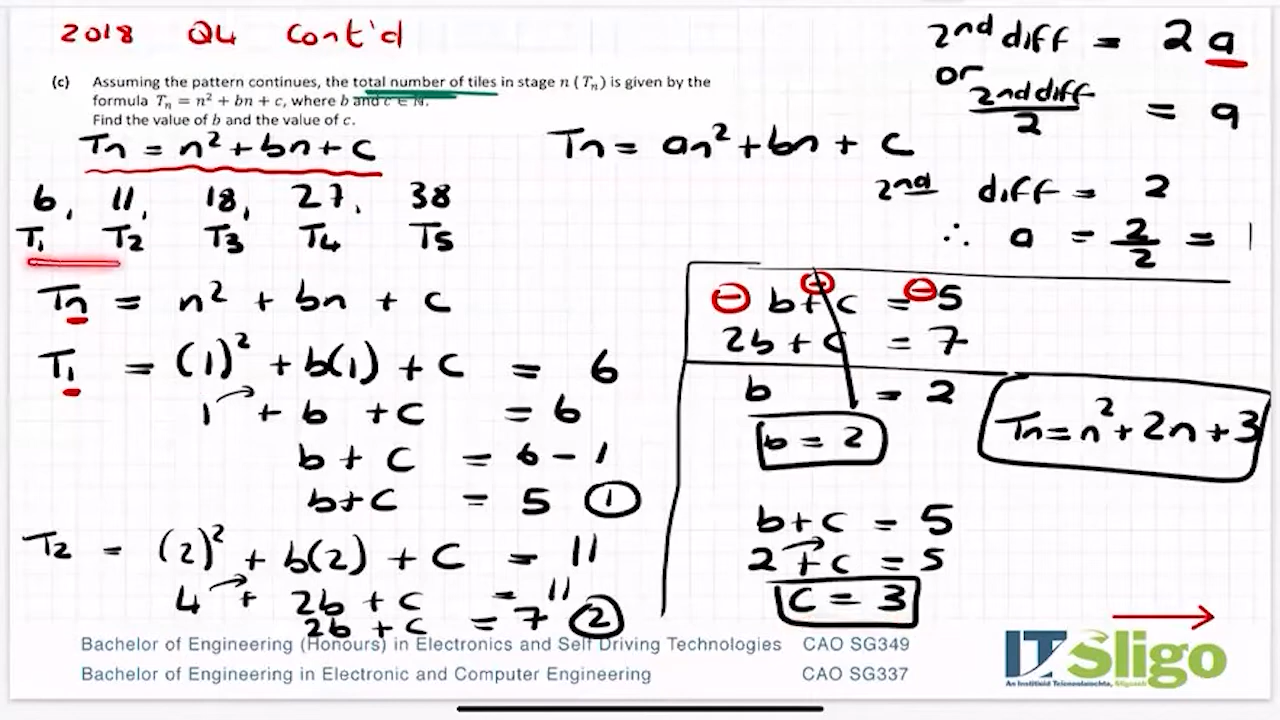 2018 Q4 Cont'd
(c) Assuming the pattern continues, the total number of tiles in stage n (Tₙ) is given by the
formula Tₙ = n² + bn + c, where b and c ∈ ℕ.
Find the value of b and the value of c.
Tn = n² + bn + c
6, 11, 18, 27, 38
T₁ T₂ T₃ T₄ T₅
Tn = n² + bn + c
T₁ = (1)² + b(1) + c = 6
1 + b + c = 6
b + c = 6 - 1
b + c = 5 ①
T₂ = (2)² + b(2) + c = 11
4 + 2b + c = 11
2b + c = 7 ②
2nd diff = 2a
or
2nd diff / 2 = a
Tn = an² + bn + c
2nd diff = 2
∴ a = 2/2 = 1
⊖ b + c = ⊖ 5
⊖
2b + c = 7
b = 2
b = 2
Tn = n² + 2n + 3
b + c = 5
2 + c = 5
c = 3
Bachelor of Engineering (Honours) in Electronics and Self Driving Technologies CAO SG349
Bachelor of Engineering in Electronic and Computer Engineering CAO SG337
IT Sligo
An Institiúid Teicneolaíochta, Sligeach